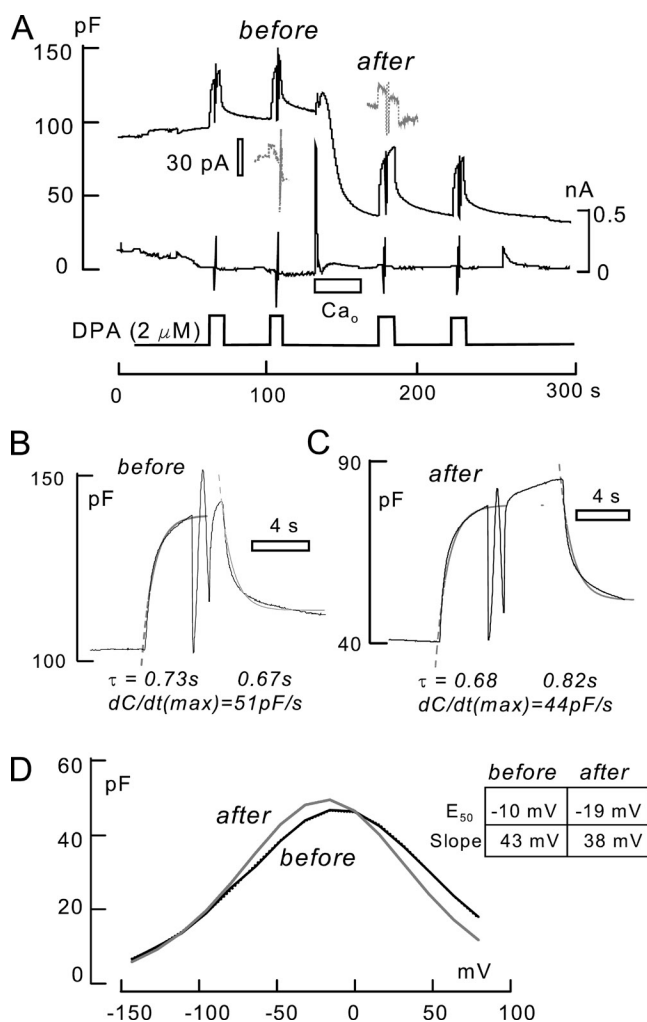 A
pF
before
after
150
100
50
0
30 pA
nA
0.5
0
Ca₀
DPA (2 μM)
0 100 200 300 s
B
before
150
pF
100
4 s
τ = 0.73s 0.67s
dC/dt(max)=51pF/s
C
after
90
pF
40
4 s
τ = 0.68 0.82s
dC/dt(max)=44pF/s
D
60
pF
40
20
0
after
before
before after
E₅₀ -10 mV -19 mV
Slope 43 mV 38 mV
mV
-150 -100 -50 0 50 100